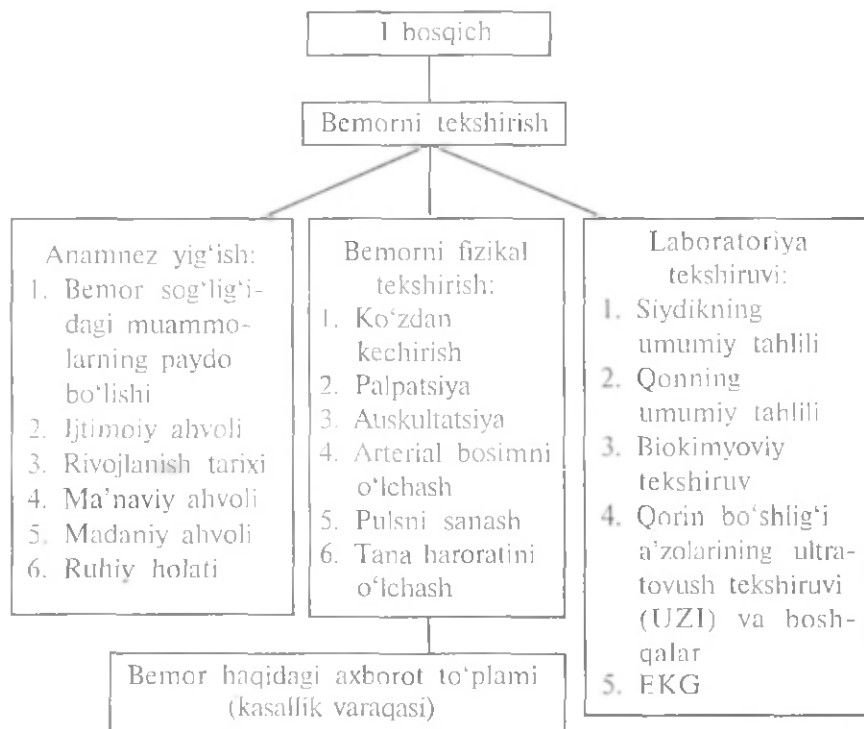 1 bosqich
Bemorni tekshirish
Anamnez yig‘ish:
1. Bemor sog‘lig‘i-
dagi muammo-
larning paydo
bo‘lishi
2. Ijtimoiy ahvoli
3. Rivojlanish tarixi
4. Ma’naviy ahvoli
5. Madaniy ahvoli
6. Ruhiy holati
Bemorni fizikal
tekshirish:
1. Ko‘zdan
kechirish
2. Palpatsiya
3. Auskultatsiya
4. Arterial bosimni
o‘lchash
5. Pulsni sanash
6. Tana haroratini
o‘lchash
Laboratoriya
tekshiruvi:
1. Siydikning
umumiy tahlili
2. Qonning
umumiy tahlili
3. Biokimyoviy
tekshiruv
4. Qorin bo‘shlig‘i
a’zolarining ultra-
tovush tekshiruvi
(UZI) va bosh-
qalar
5. EKG
Bemor haqidagi axborot to‘plami
(kasallik varaqasi)